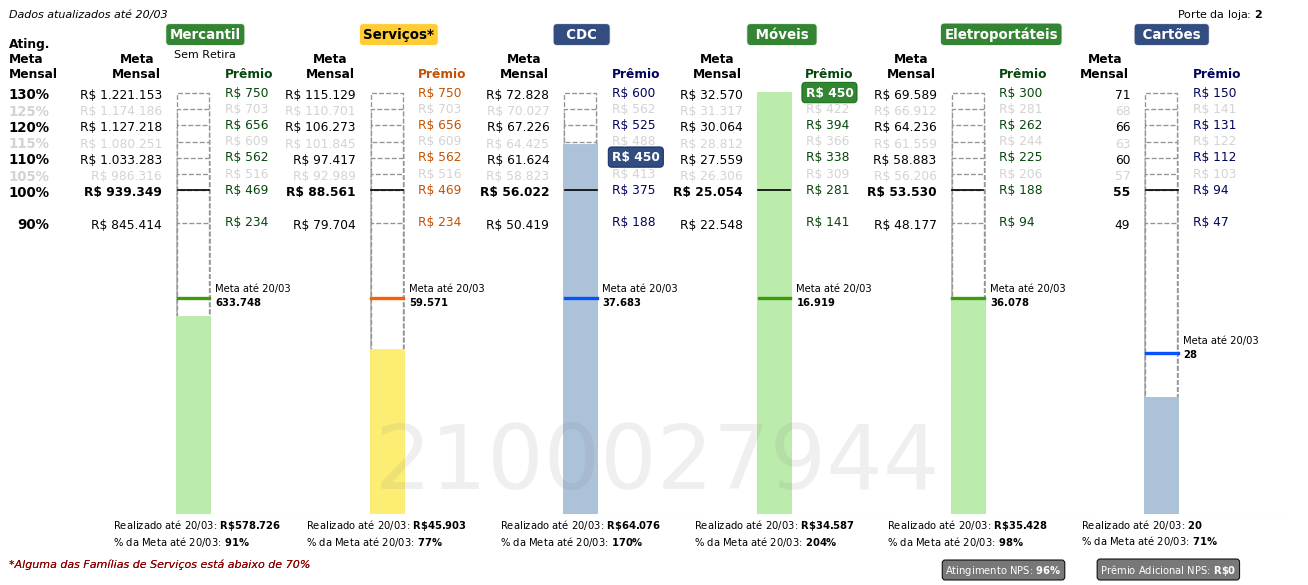 Dados atualizados até 20/03 Porte da loja: 2
Mercantil Serviços* CDC Móveis Eletroportáteis Cartões
Ating. Meta Mensal Meta Mensal Sem Retira Prêmio Meta Mensal Prêmio Meta Mensal Prêmio Meta Mensal Prêmio Meta Mensal Prêmio Meta Mensal Prêmio
130% R$ 1.221.153 R$ 750 R$ 115.129 R$ 750 R$ 72.828 R$ 600 R$ 32.570 R$ 450 R$ 69.589 R$ 300 71 R$ 150
125% R$ 1.174.186 R$ 703 R$ 110.701 R$ 703 R$ 70.027 R$ 562 R$ 31.317 R$ 422 R$ 66.912 R$ 281 68 R$ 141
120% R$ 1.127.218 R$ 656 R$ 106.273 R$ 656 R$ 67.226 R$ 525 R$ 30.064 R$ 394 R$ 64.236 R$ 262 66 R$ 131
115% R$ 1.080.251 R$ 609 R$ 101.845 R$ 609 R$ 64.425 R$ 488 R$ 28.812 R$ 366 R$ 61.559 R$ 244 63 R$ 122
110% R$ 1.033.283 R$ 562 R$ 97.417 R$ 562 R$ 61.624 R$ 450 R$ 27.559 R$ 338 R$ 58.883 R$ 225 60 R$ 112
105% R$ 986.316 R$ 516 R$ 92.989 R$ 516 R$ 58.823 R$ 413 R$ 26.306 R$ 309 R$ 56.206 R$ 206 57 R$ 103
100% R$ 939.349 R$ 469 R$ 88.561 R$ 469 R$ 56.022 R$ 375 R$ 25.054 R$ 281 R$ 53.530 R$ 188 55 R$ 94
90% R$ 845.414 R$ 234 R$ 79.704 R$ 234 R$ 50.419 R$ 188 R$ 22.548 R$ 141 R$ 48.177 R$ 94 49 R$ 47
Meta até 20/03 Meta até 20/03 Meta até 20/03 Meta até 20/03 Meta até 20/03
633.748 59.571 37.683 16.919 36.078
Meta até 20/03
28
2100027944
Realizado até 20/03: R$578.726 Realizado até 20/03: R$45.903 Realizado até 20/03: R$64.076 Realizado até 20/03: R$34.587 Realizado até 20/03: R$35.428 Realizado até 20/03: 20
% da Meta até 20/03: 91% % da Meta até 20/03: 77% % da Meta até 20/03: 170% % da Meta até 20/03: 204% % da Meta até 20/03: 98% % da Meta até 20/03: 71%
*Alguma das Famílias de Serviços está abaixo de 70% Atingimento NPS: 96% Prêmio Adicional NPS: R$0